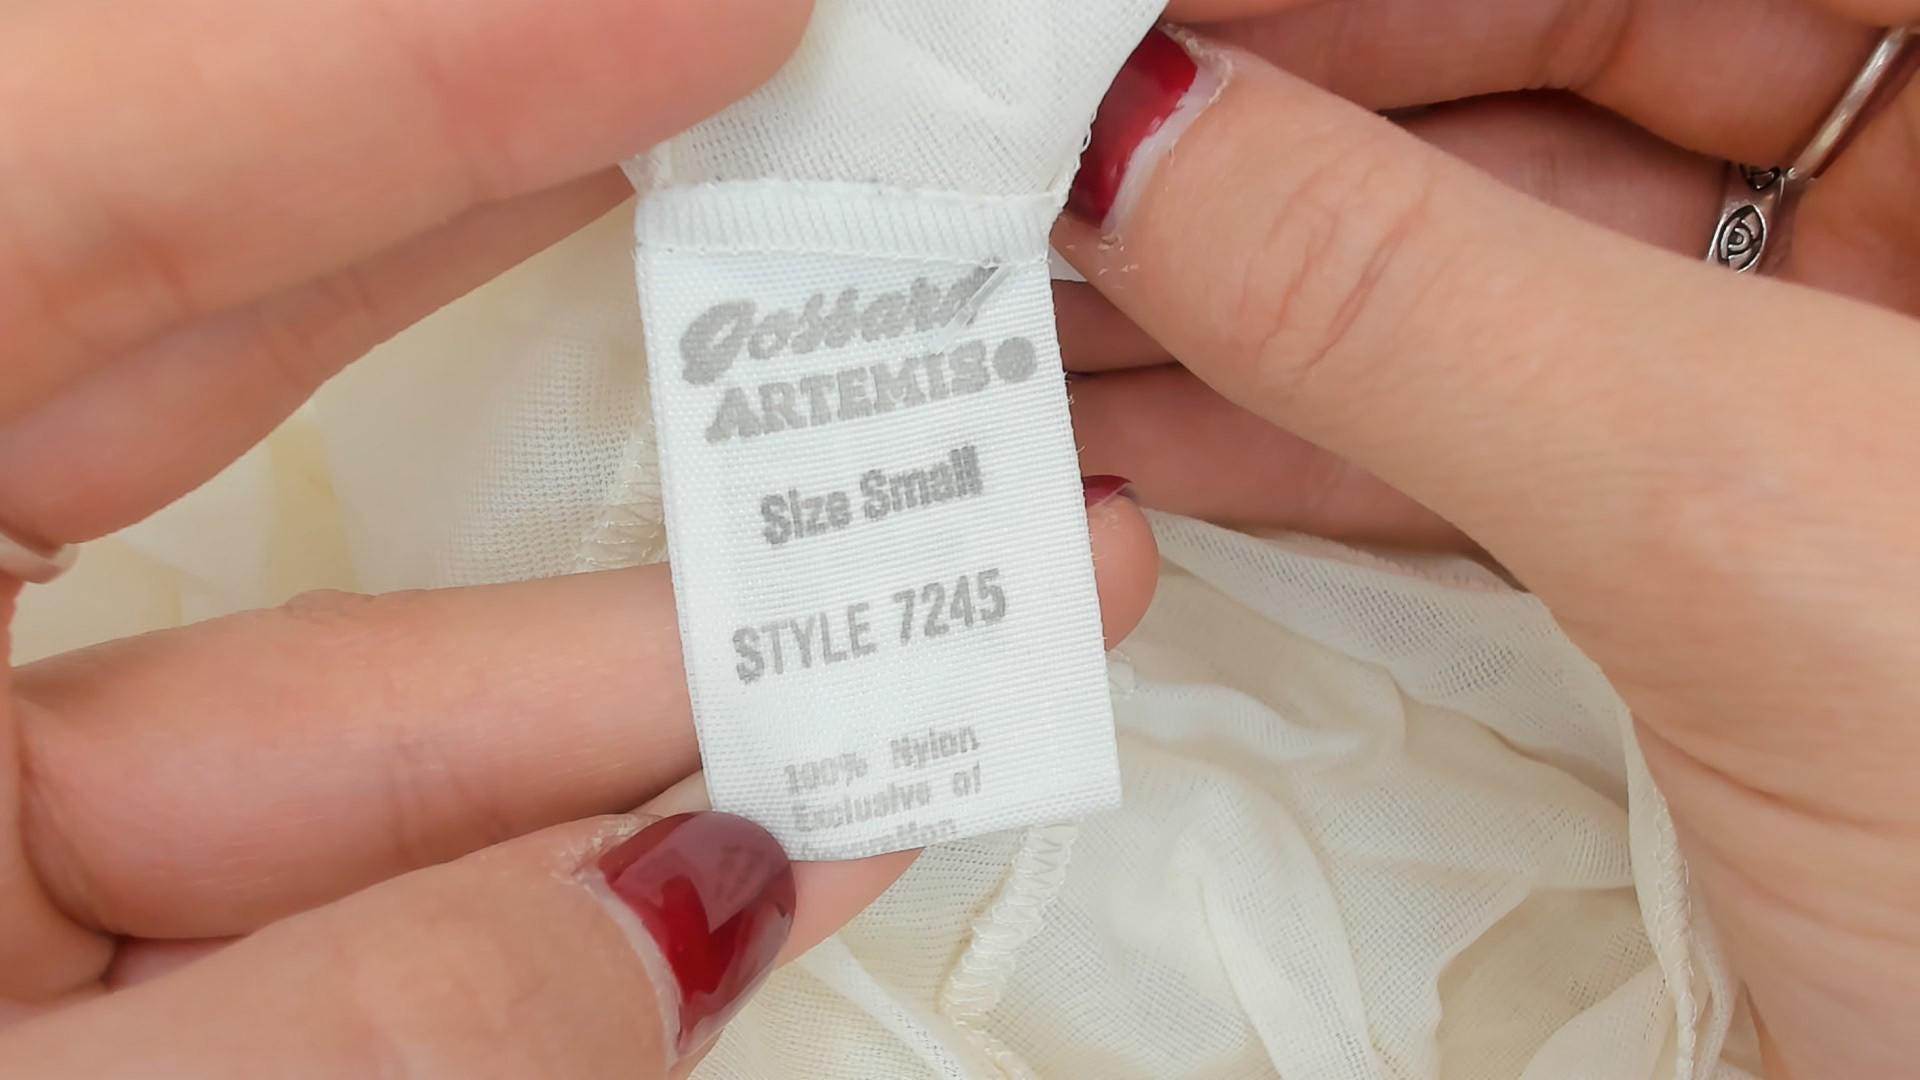 Gossard
ARTEMIS
Size Small
STYLE 7245
100% Nylon
Exclusive of